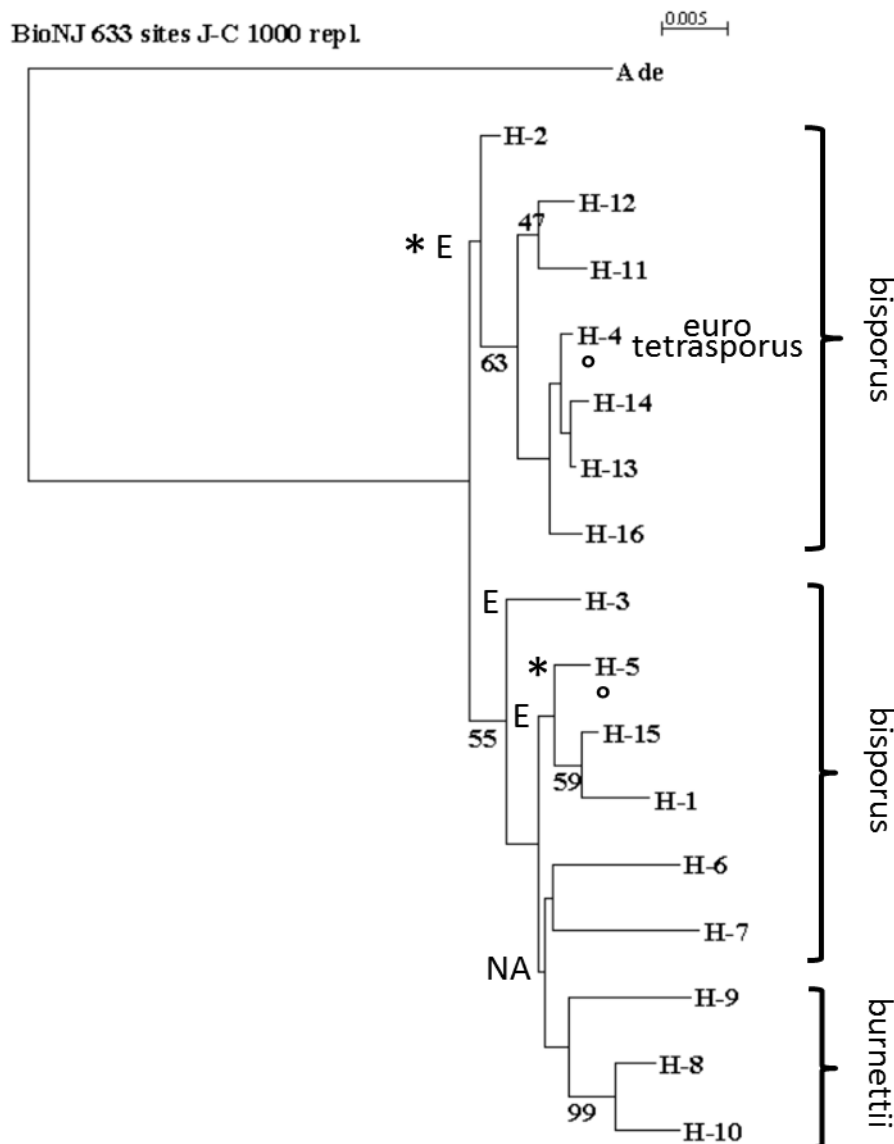 0.005
BioNJ 633 sites J-C 1000 repl.
Ade
H-2
H-12
47
* E
H-11
bisporus
euro
H-4 tetrasporus
o
63
H-14
H-13
H-16
E
H-3
*
H-5
o
E
H-15
55
bisporus
59
H-1
H-6
H-7
NA
H-9
burnettii
H-8
99
H-10